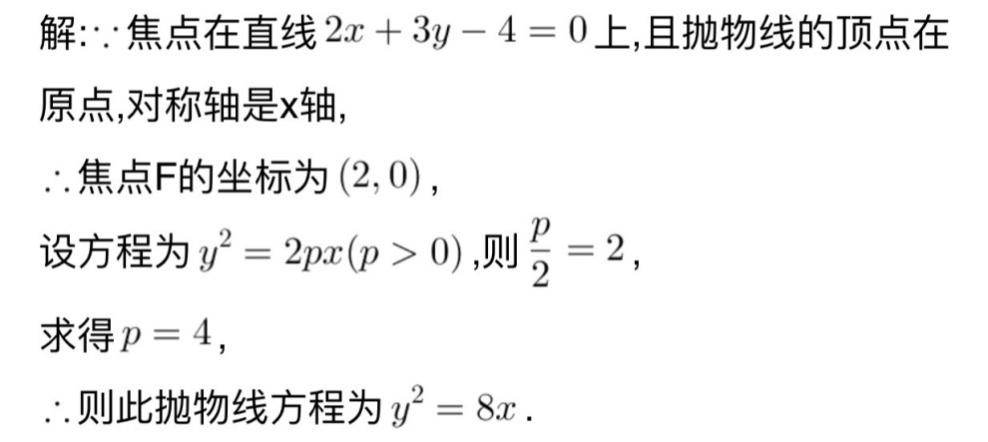 解:∵焦点在直线 2x + 3y − 4 = 0 上,且抛物线的顶点在
原点,对称轴是x轴,
∴焦点F的坐标为 (2, 0) ,
设方程为 y² = 2px(p > 0) ,则 p/2 = 2 ,
求得 p = 4 ,
∴则此抛物线方程为 y² = 8x .